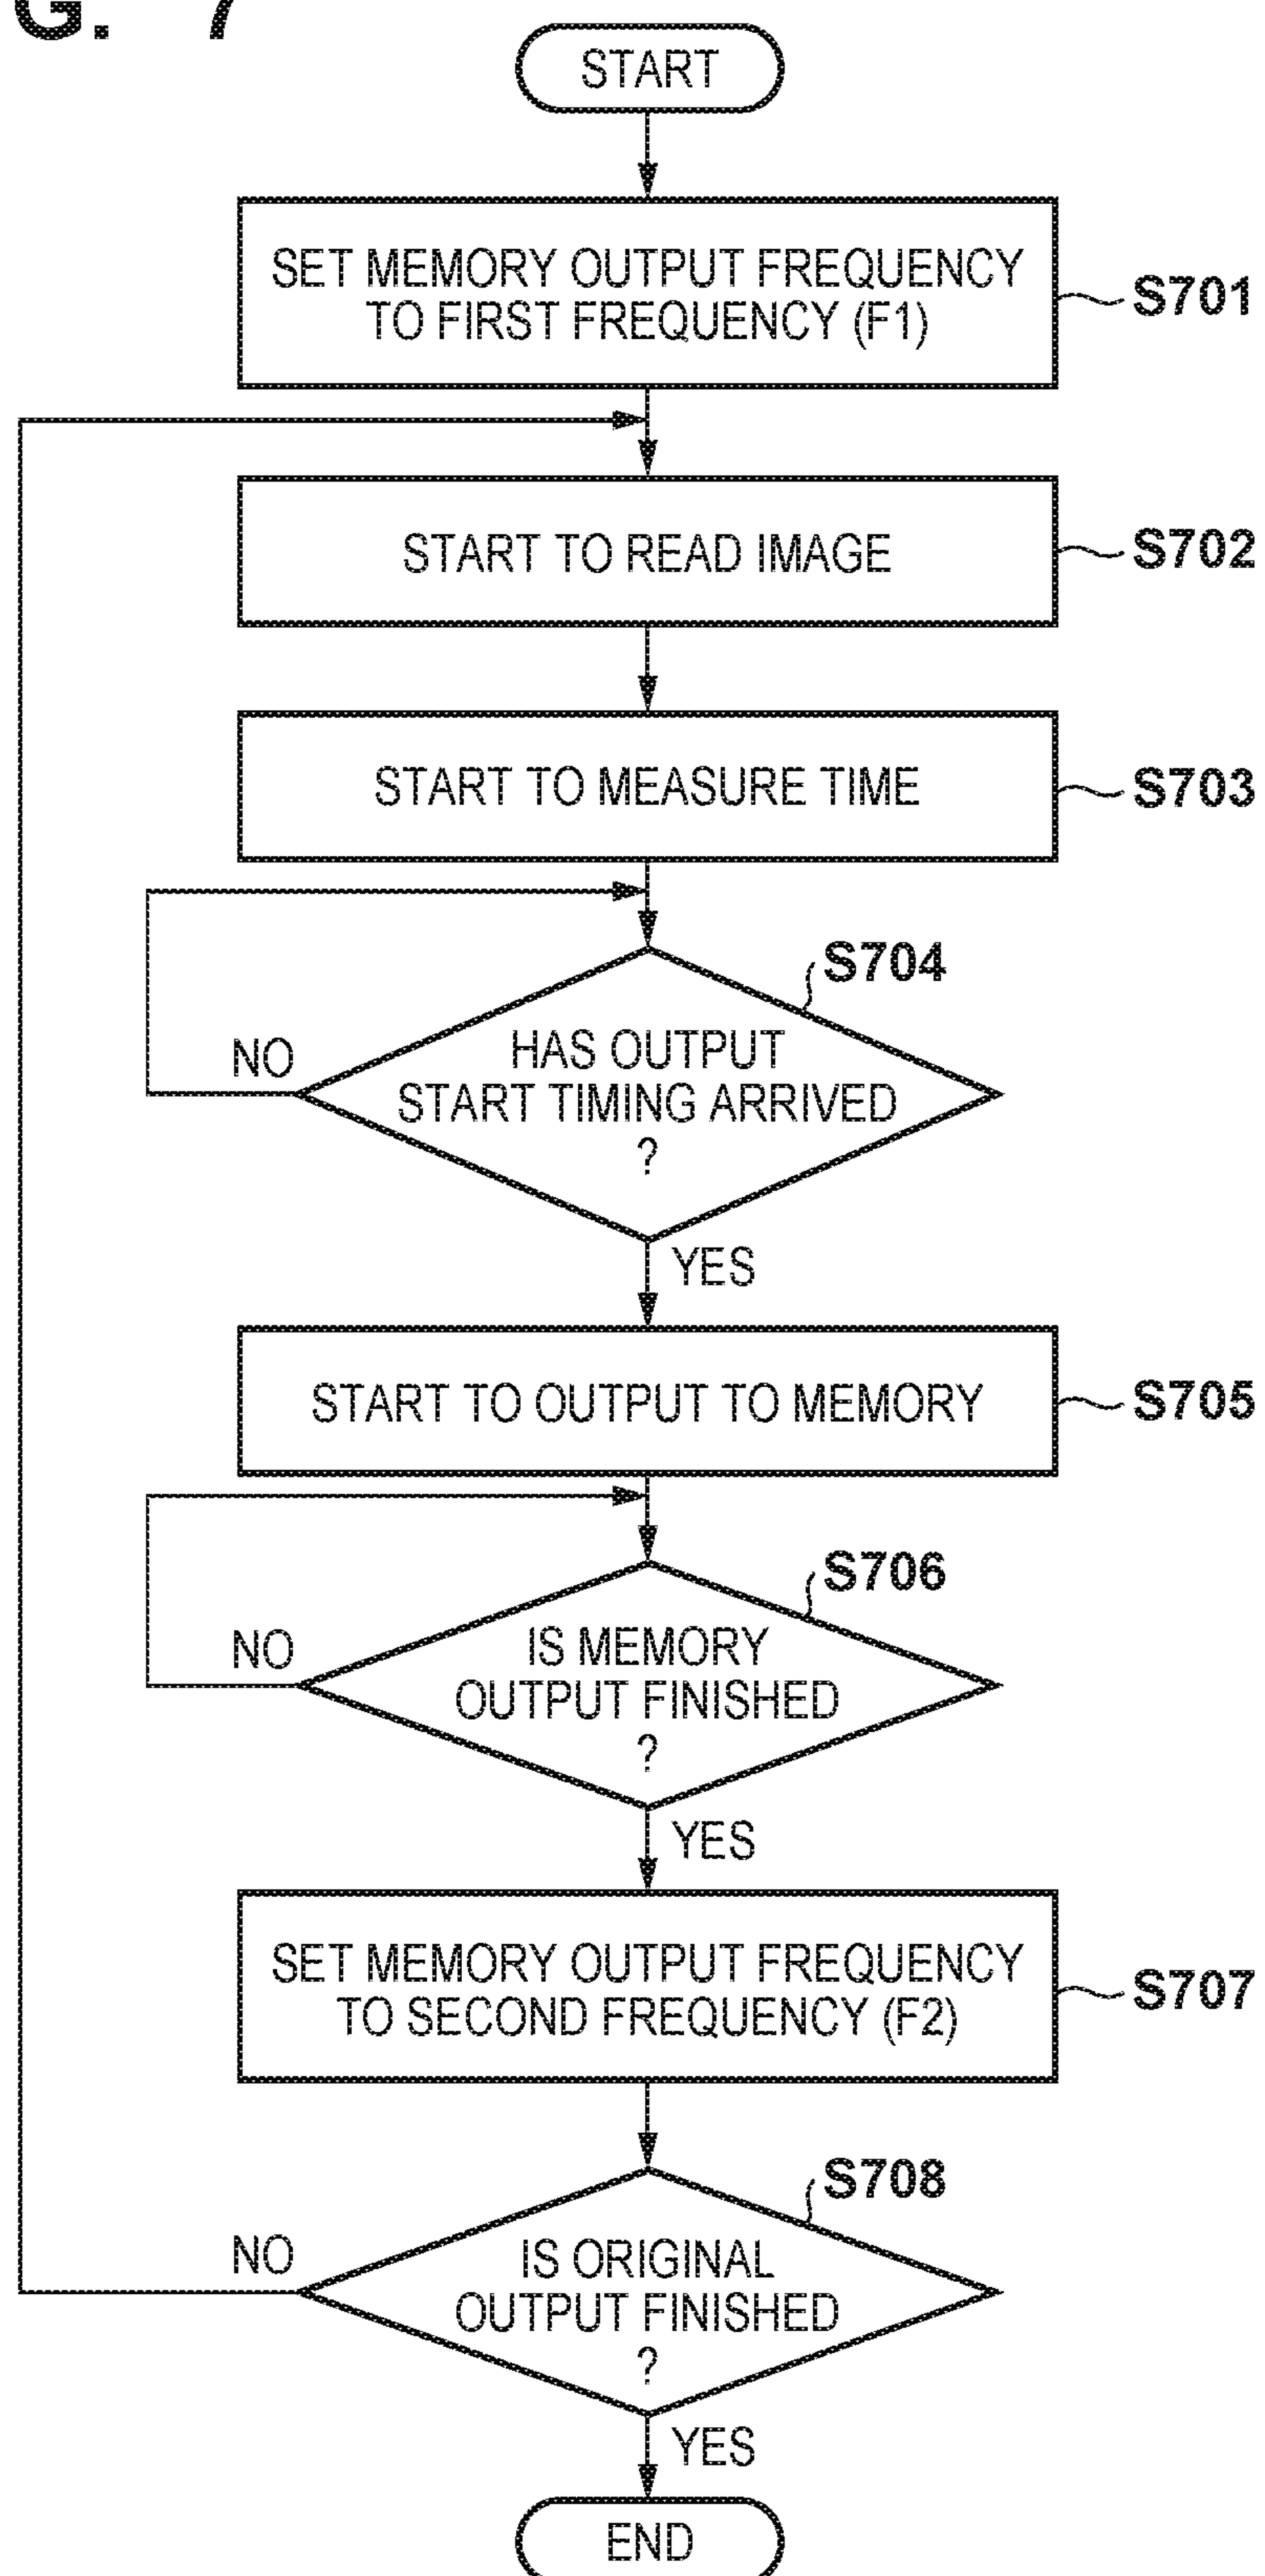 G. 7
START
SET MEMORY OUTPUT FREQUENCY
TO FIRST FREQUENCY (F1)
S701
START TO READ IMAGE
S702
START TO MEASURE TIME
S703
S704
HAS OUTPUT
START TIMING ARRIVED
?
NO
YES
START TO OUTPUT TO MEMORY
S705
S706
IS MEMORY
OUTPUT FINISHED
?
NO
YES
SET MEMORY OUTPUT FREQUENCY
TO SECOND FREQUENCY (F2)
S707
S708
IS ORIGINAL
OUTPUT FINISHED
?
NO
YES
END